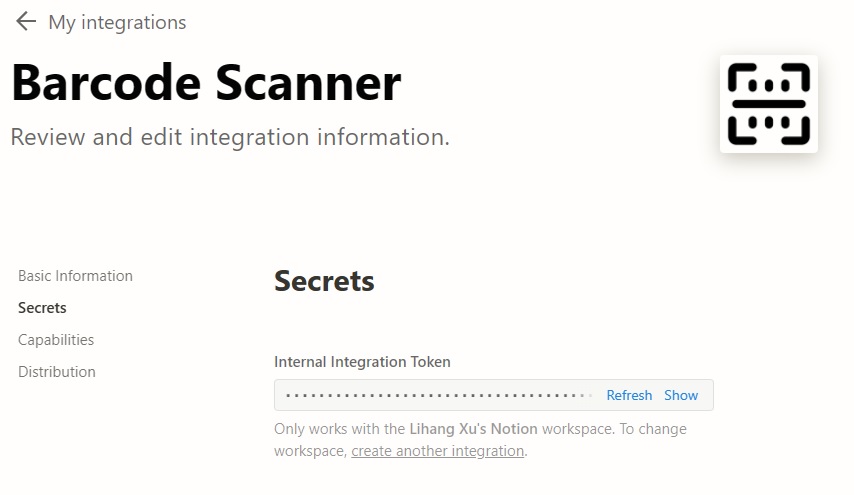 My integrations
Barcode Scanner
Review and edit integration information.
Basic Information
Secrets
Capabilities
Distribution
Secrets
Internal Integration Token
Refresh Show
Only works with the Lihang Xu's Notion workspace. To change
workspace, create another integration.